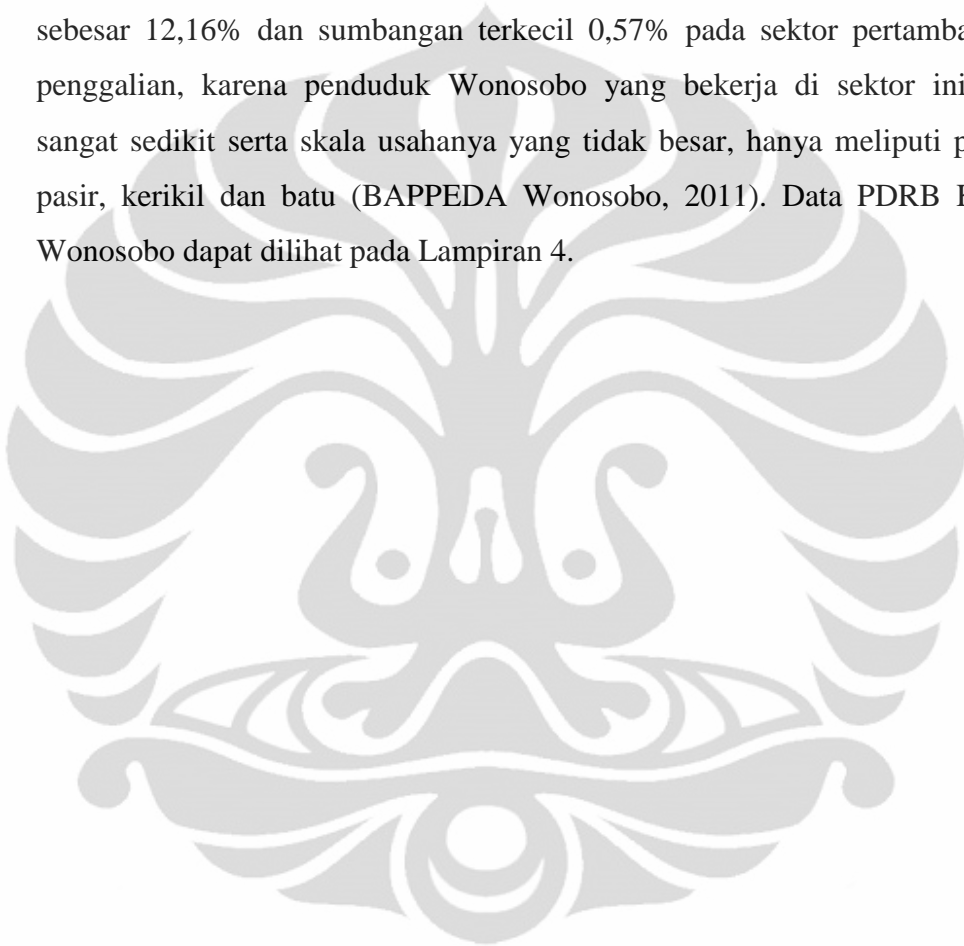 sebesar 12,16% dan sumbangan terkecil 0,57% pada sektor
penggalian, karena penduduk Wonosobo yang bekerja di sektor ini
sangat sedikit serta skala usahanya yang tidak besar, hanya meliputi
pasir, kerikil dan batu (BAPPEDA Wonosobo, 2011). Data PDRB
Wonosobo dapat dilihat pada Lampiran 4.